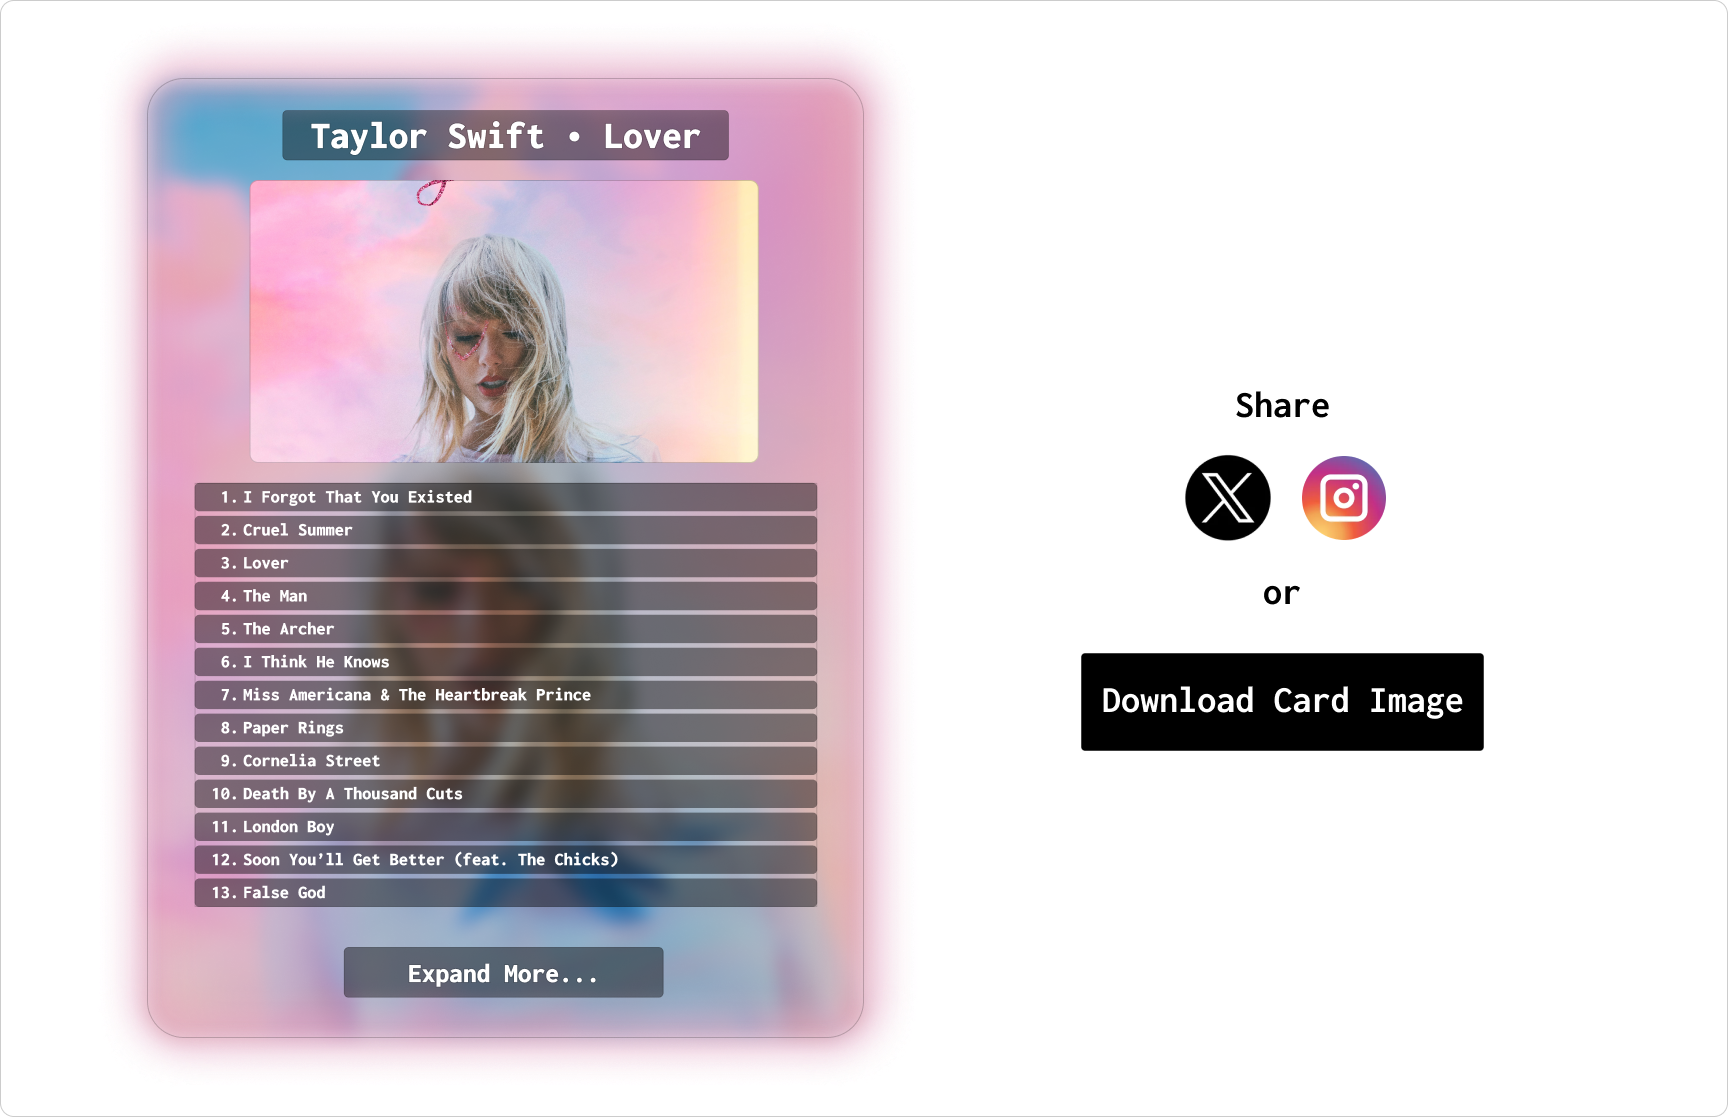 Taylor Swift • Lover
1. I Forgot That You Existed
2. Cruel Summer
3. Lover
4. The Man
5. The Archer
6. I Think He Knows
7. Miss Americana & The Heartbreak Prince
8. Paper Rings
9. Cornelia Street
10. Death By A Thousand Cuts
11. London Boy
12. Soon You’ll Get Better (feat. The Chicks)
13. False God
Expand More...
Share
or
Download Card Image